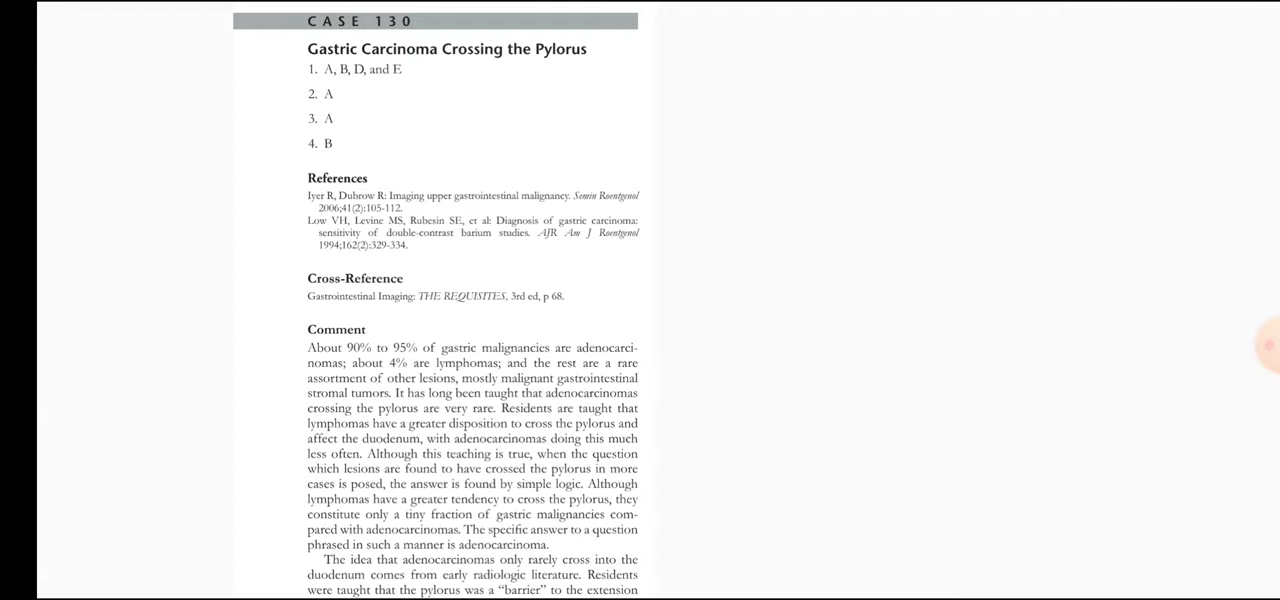 CASE 130
Gastric Carcinoma Crossing the Pylorus
1. A, B, D, and E
2. A
3. A
4. B
References
Iyer R, Dubrow R: Imaging upper gastrointestinal malignancy. Semin Roentgenol
2006;41(2):105-112.
Low VH, Levine MS, Rubesin SE, et al: Diagnosis of gastric carcinoma:
sensitivity of double-contrast barium studies. AJR Am J Roentgenol
1994;162(2):329-334.
Cross-Reference
Gastrointestinal Imaging: THE REQUISITES, 3rd ed, p 68.
Comment
About 90% to 95% of gastric malignancies are adenocarci-
nomas; about 4% are lymphomas; and the rest are a rare
assortment of other lesions, mostly malignant gastrointestinal
stromal tumors. It has long been taught that adenocarcinomas
crossing the pylorus are very rare. Residents are taught that
lymphomas have a greater disposition to cross the pylorus and
affect the duodenum, with adenocarcinomas doing this much
less often. Although this teaching is true, when the question
which lesions are found to have crossed the pylorus in more
cases is posed, the answer is found by simple logic. Although
lymphomas have a greater tendency to cross the pylorus, they
constitute only a tiny fraction of gastric malignancies com-
pared with adenocarcinomas. The specific answer to a question
phrased in such a manner is adenocarcinoma.
The idea that adenocarcinomas only rarely cross into the
duodenum comes from early radiologic literature. Residents
were taught that the pylorus was a “barrier” to the extension